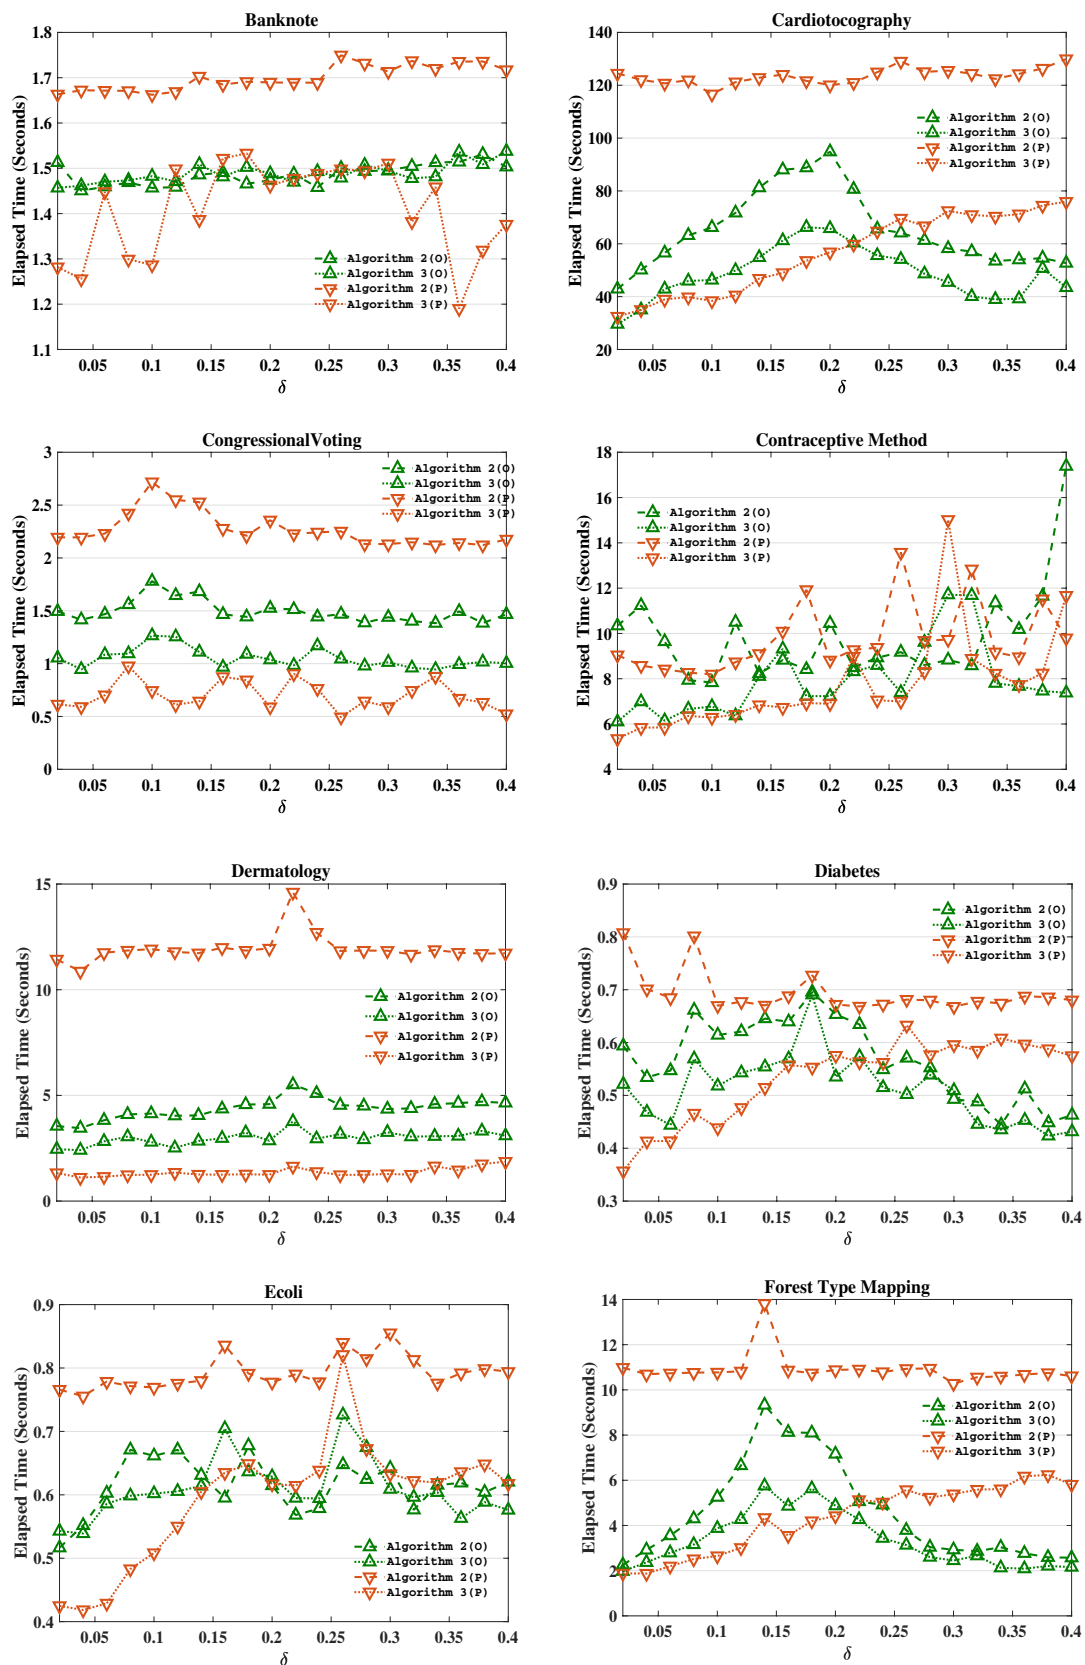 Banknote
1.8
1.7
1.6
1.5
1.4
1.3
1.2
1.1
Elapsed Time (Seconds)
Algorithm 2(O)
Algorithm 3(O)
Algorithm 2(P)
Algorithm 3(P)
0.05 0.1 0.15 0.2 0.25 0.3 0.35 0.4
δ
Cardiotocography
140
120
100
80
60
40
20
Elapsed Time (Seconds)
Algorithm 2(O)
Algorithm 3(O)
Algorithm 2(P)
Algorithm 3(P)
0.05 0.1 0.15 0.2 0.25 0.3 0.35 0.4
δ
CongressionalVoting
3
2.5
2
1.5
1
0.5
0
Elapsed Time (Seconds)
Algorithm 2(O)
Algorithm 3(O)
Algorithm 2(P)
Algorithm 3(P)
0.05 0.1 0.15 0.2 0.25 0.3 0.35 0.4
δ
Contraceptive Method
18
16
14
12
10
8
6
4
Elapsed Time (Seconds)
Algorithm 2(O)
Algorithm 3(O)
Algorithm 2(P)
Algorithm 3(P)
0.05 0.1 0.15 0.2 0.25 0.3 0.35 0.4
δ
Dermatology
15
10
5
0
Elapsed Time (Seconds)
Algorithm 2(O)
Algorithm 3(O)
Algorithm 2(P)
Algorithm 3(P)
0.05 0.1 0.15 0.2 0.25 0.3 0.35 0.4
δ
Diabetes
0.9
0.8
0.7
0.6
0.5
0.4
0.3
Elapsed Time (Seconds)
Algorithm 2(O)
Algorithm 3(O)
Algorithm 2(P)
Algorithm 3(P)
0.05 0.1 0.15 0.2 0.25 0.3 0.35 0.4
δ
Ecoli
0.9
0.8
0.7
0.6
0.5
0.4
Elapsed Time (Seconds)
Algorithm 2(O)
Algorithm 3(O)
Algorithm 2(P)
Algorithm 3(P)
0.05 0.1 0.15 0.2 0.25 0.3 0.35 0.4
δ
Forest Type Mapping
14
12
10
8
6
4
2
0
Elapsed Time (Seconds)
Algorithm 2(O)
Algorithm 3(O)
Algorithm 2(P)
Algorithm 3(P)
0.05 0.1 0.15 0.2 0.25 0.3 0.35 0.4
δ